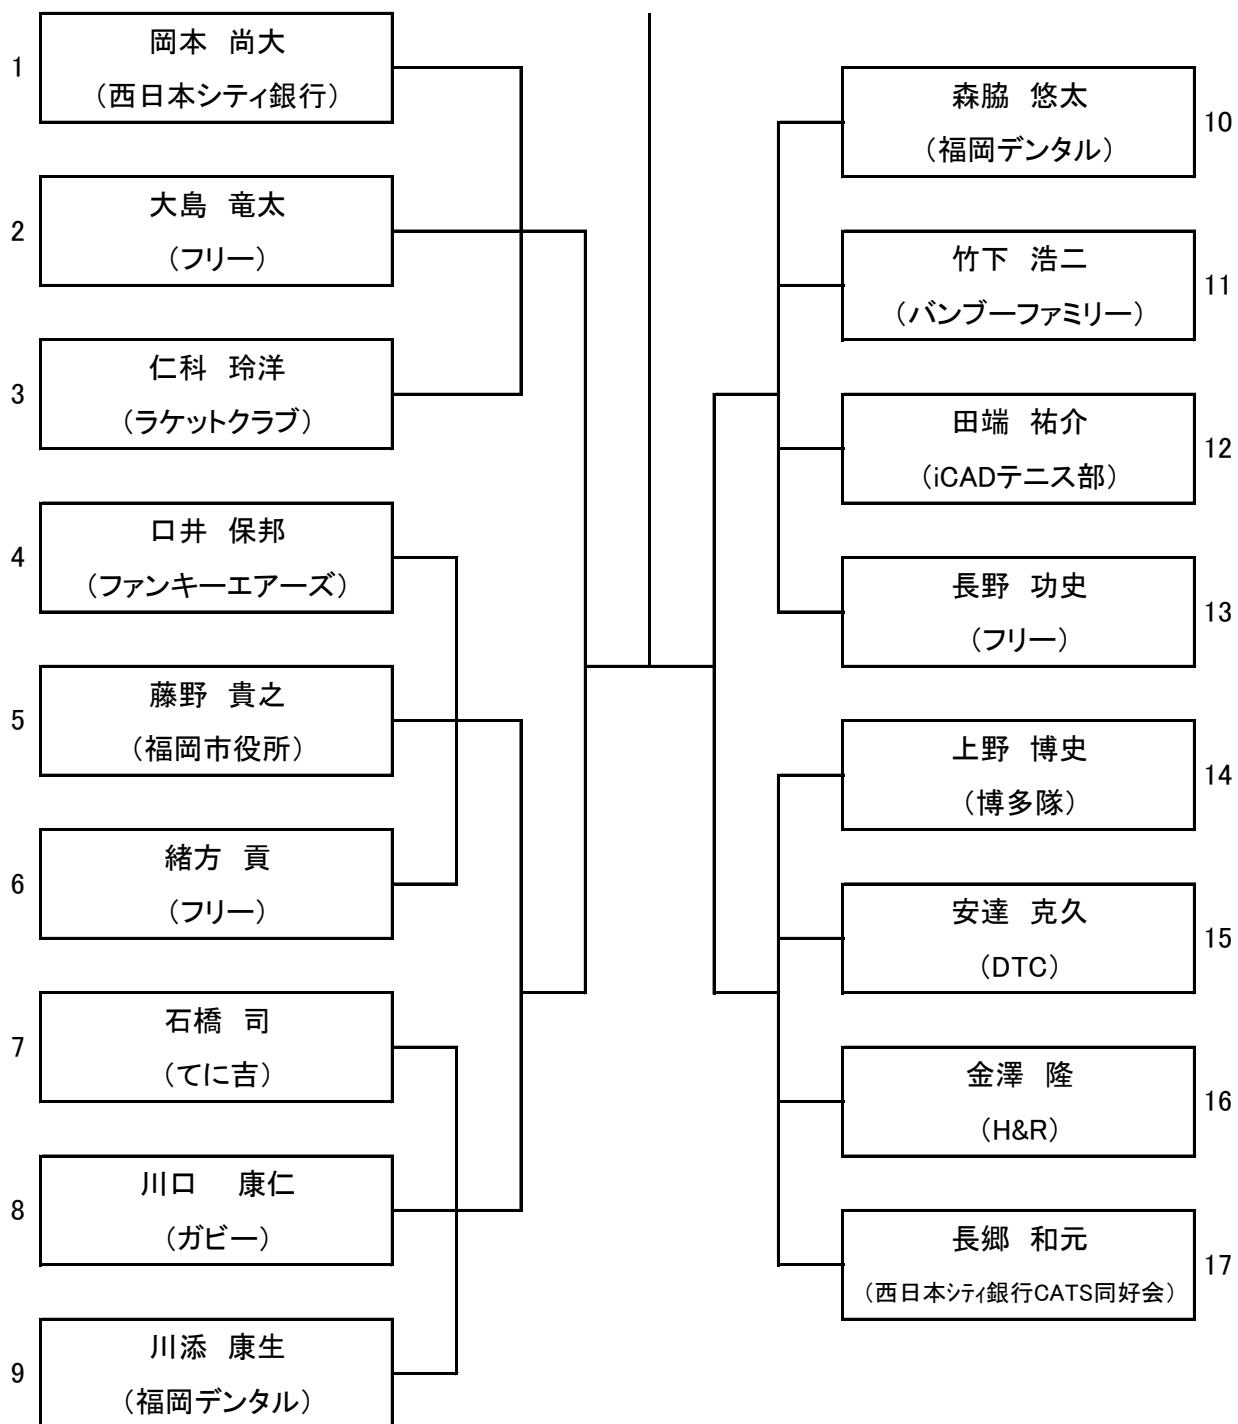 1
岡本　尚大
（西日本シティ銀行）
2
大島　竜太
（フリー）
3
仁科　玲洋
（ラケットクラブ）
4
口井　保邦
（ファンキーエアーズ）
5
藤野　貴之
（福岡市役所）
6
緒方　貢
（フリー）
7
石橋　司
（てに吉）
8
川口　康仁
（ガビー）
9
川添　康生
（福岡デンタル）
森脇　悠太
（福岡デンタル）
10
竹下　浩二
（バンブーファミリー）
11
田端　祐介
（iCADテニス部）
12
長野　功史
（フリー）
13
上野　博史
（博多隊）
14
安達　克久
（DTC）
15
金澤　隆
（H&R）
16
長郷　和元
（西日本ｼﾃｨ銀行CATS同好会）
17